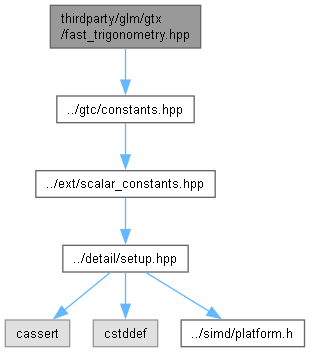 thirdparty/glm/gtx
/fast_trigonometry.hpp
../gtc/constants.hpp
../ext/scalar_constants.hpp
../detail/setup.hpp
cassert
cstddef
../simd/platform.h